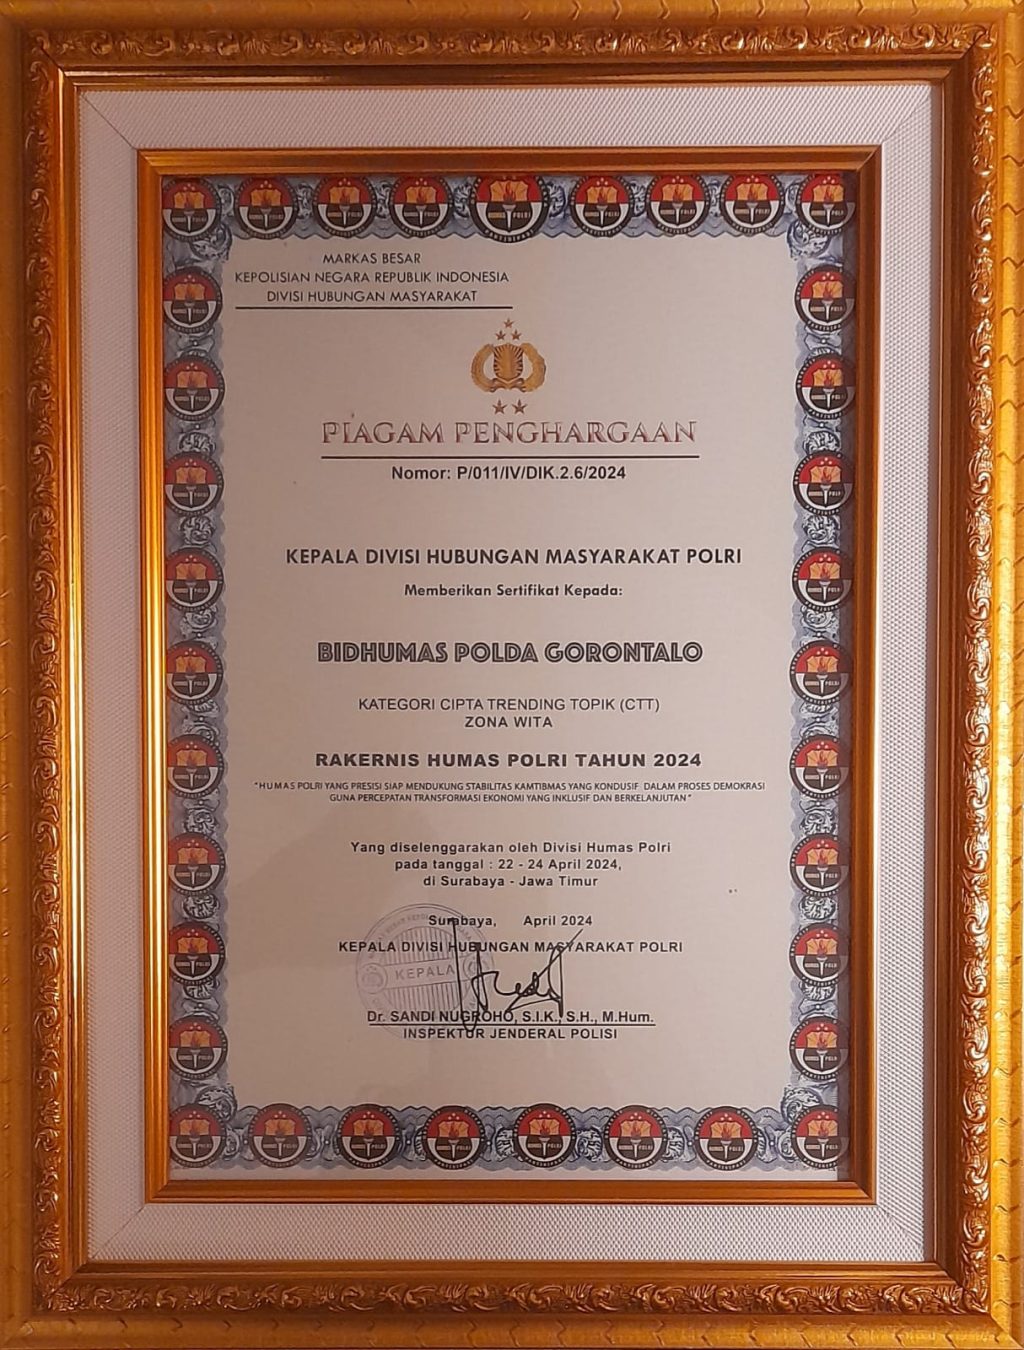 MARKAS BESAR
KEPOLISIAN NEGARA REPUBLIK INDONESIA
DIVISI HUBUNGAN MASYARAKAT
PIAGAM PENGHARGAAN
Nomor: P/011/IV/DIK.2.6/2024
KEPALA DIVISI HUBUNGAN MASYARAKAT POLRI
Memberikan Sertifikat Kepada:
BIDHUMAS POLDA GORONTALO
KATEGORI CIPTA TRENDING TOPIK (CTT)
ZONA WITA
RAKERNIS HUMAS POLRI TAHUN 2024
"HUMAS POLRI YANG PRESISI SIAP MENDUKUNG STABILITAS KAMTIBMAS YANG KONDUSIF DALAM PROSES DEMOKRASI
GUNA PERCEPATAN TRANSFORMASI EKONOMI YANG INKLUSIF DAN BERKELANJUTAN"
Yang diselenggarakan oleh Divisi Humas Polri
pada tanggal : 22 - 24 April 2024,
di Surabaya - Jawa Timur
Surabaya, April 2024
KEPALA DIVISI HUBUNGAN MASYARAKAT POLRI
KEPALA
Dr. SANDI NUGROHO, S.I.K., S.H., M.Hum.
INSPEKTUR JENDERAL POLISI